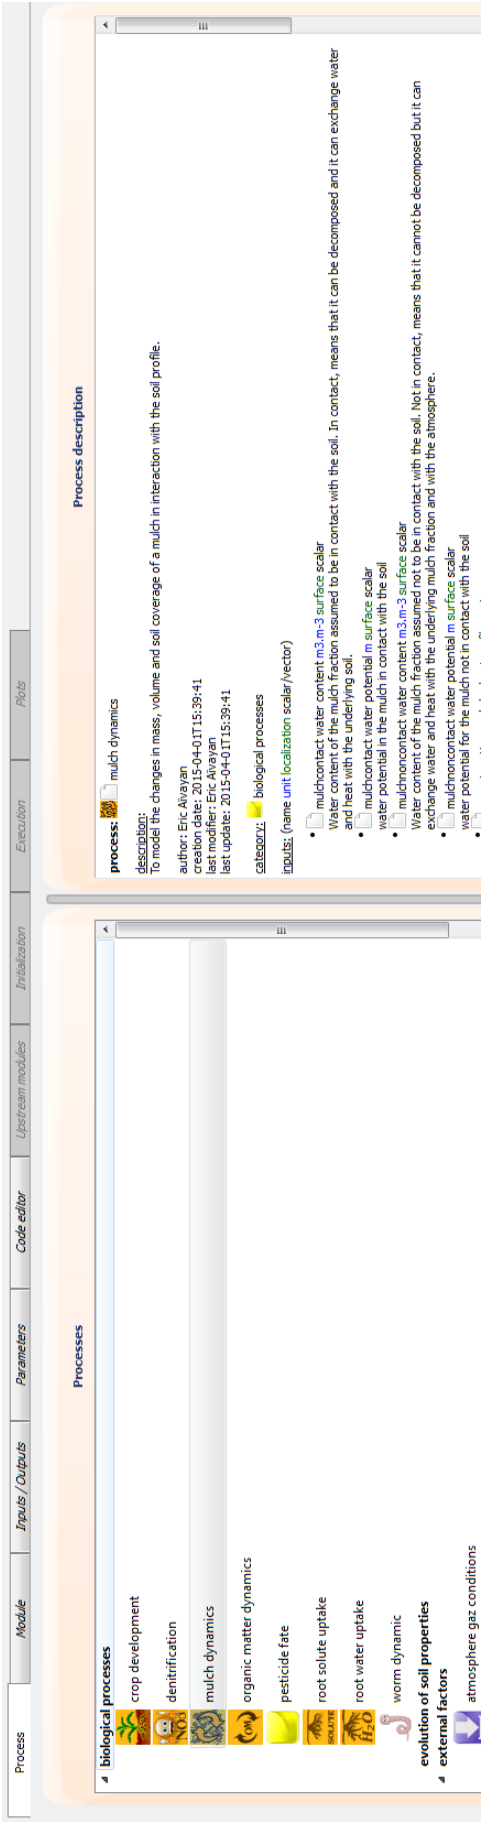 Process
Module
Inputs / Outputs
Parameters
Code editor
Upstream modules
Initialization
Execution
Plots
Processes
biological processes
crop development
denitrification
mulch dynamics
organic matter dynamics
pesticide fate
root solute uptake
root water uptake
worm dynamic
evolution of soil properties
external factors
atmosphere gaz conditions
Process description
process: mulch dynamics
description:
To model the changes in mass, volume and soil coverage of a mulch in interaction with the soil profile.
author: Eric Aïvayan
creation date: 2015-04-01T15:39:41
last modifier: Eric Aïvayan
last update: 2015-04-01T15:39:41
category: biological processes
inputs: (name unit localization scalar/vector)
• mulchcontact water content m3.m-3 surface scalar
Water content of the mulch fraction assumed to be in contact with the soil. In contact, means that it can be decomposed and it can exchange water
and heat with the underlying soil.
• mulchcontact water potential m surface scalar
water potential in the mulch in contact with the soil
• mulchnoncontact water content m3.m-3 surface scalar
Water content of the mulch fraction assumed not to be in contact with the soil. Not in contact, means that it cannot be decomposed but it can
exchange water and heat with the underlying mulch fraction and with the atmosphere.
• mulchnoncontact water potential m surface scalar
water potential for the mulch not in contact with the soil